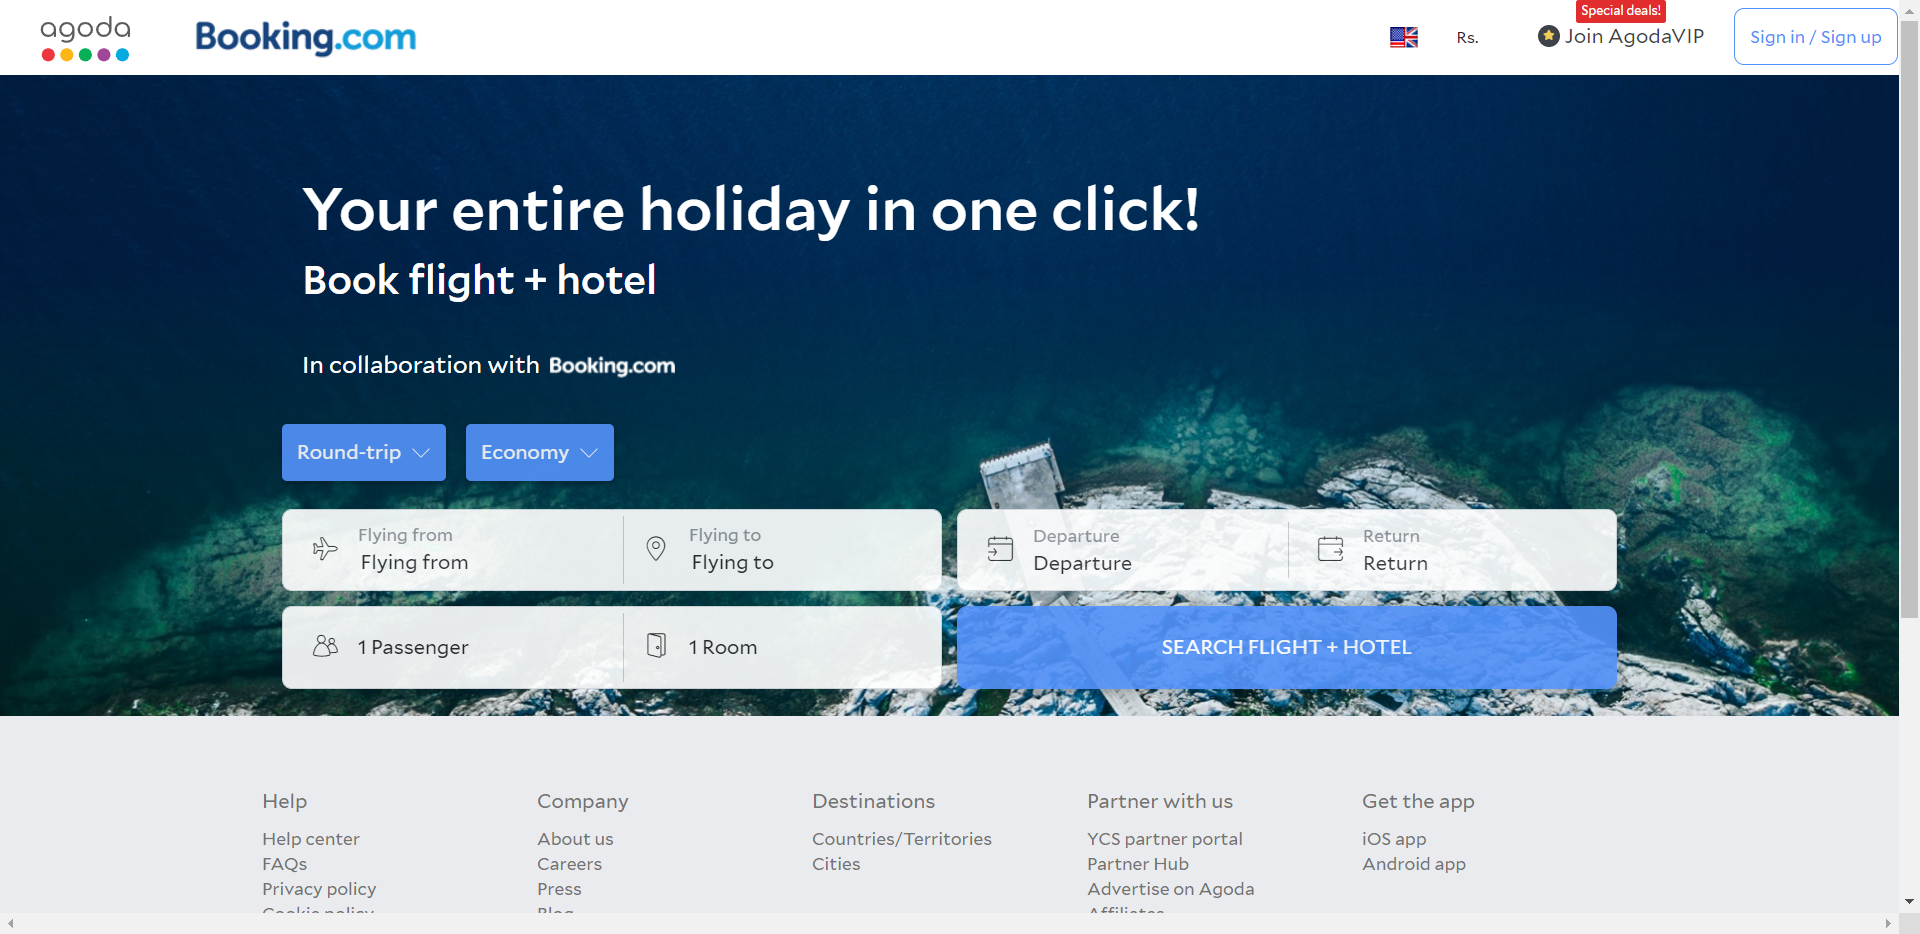 agoda
Booking.com
Rs.
Special deals!
Join AgodaVIP
Sign in / Sign up
Your entire holiday in one click!
Book flight + hotel
In collaboration with Booking.com
Round-trip
Economy
Flying from
Flying from
Flying to
Flying to
Departure
Departure
Return
Return
1 Passenger
1 Room
SEARCH FLIGHT + HOTEL
Help
Help center
FAQs
Privacy policy
Cookie policy
Company
About us
Careers
Press
Blog
Destinations
Countries/Territories
Cities
Partner with us
YCS partner portal
Partner Hub
Advertise on Agoda
Affiliates
Get the app
iOS app
Android app